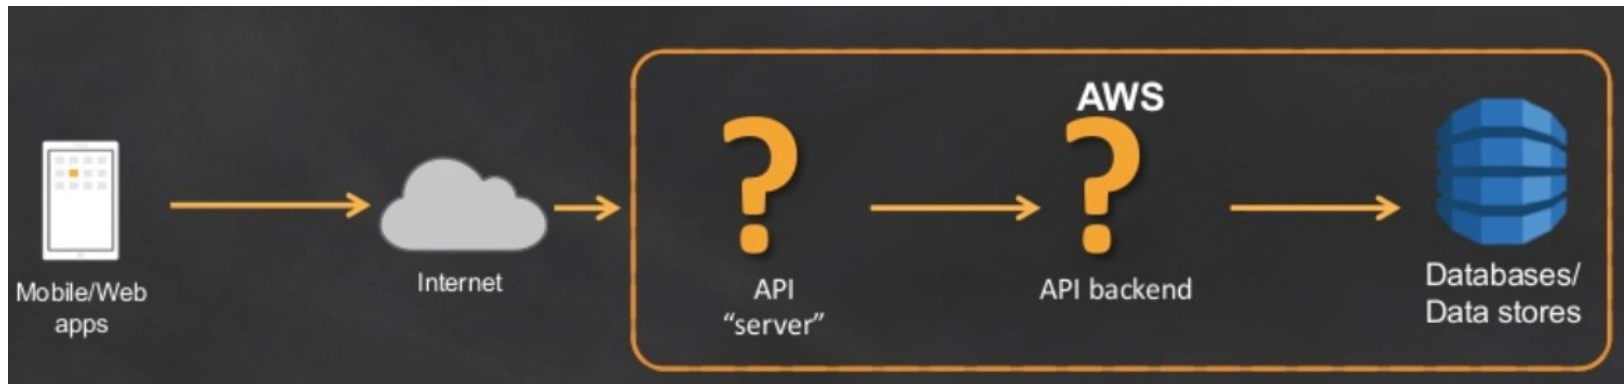 Mobile/Web
apps
Internet
?
API
“server”
AWS
?
API backend
Databases/
Data stores